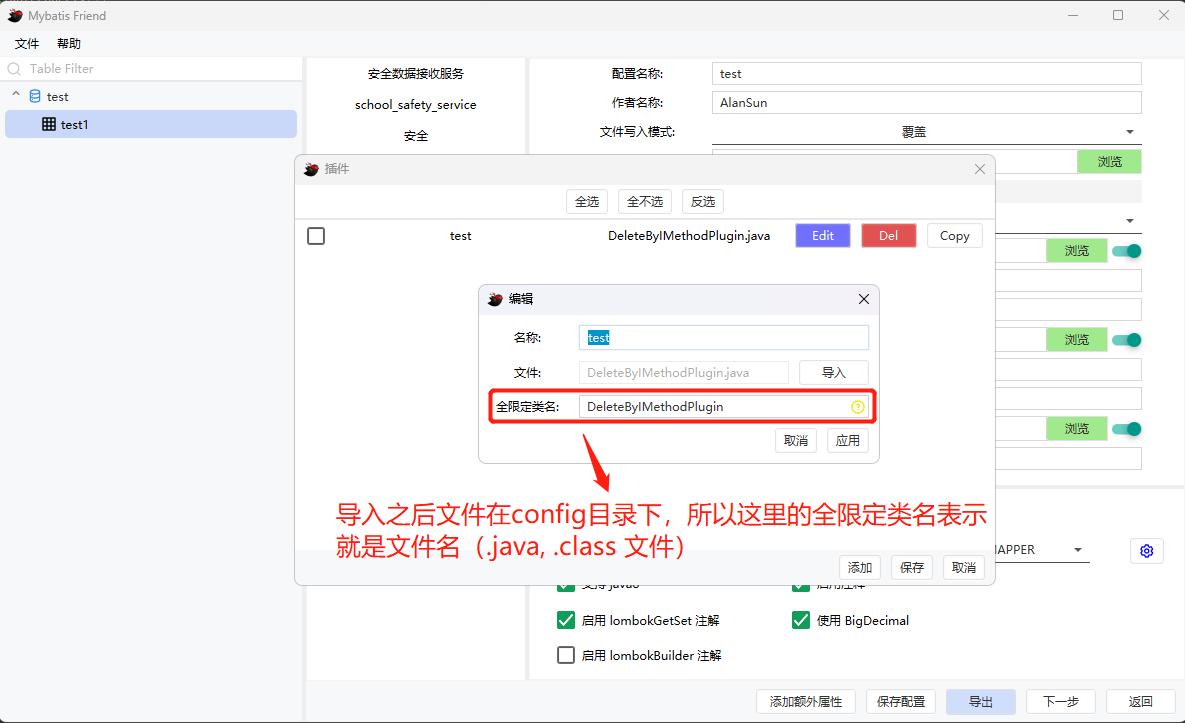 Mybatis Friend
文件 帮助
Table Filter
test
test1
安全数据接收服务
school_safety_service
安全
配置名称: test
作者名称: AlanSun
文件写入模式: 覆盖
浏览
浏览
浏览
浏览
插件
全选 全不选 反选
test DeleteByIMethodPlugin.java Edit Del Copy
编辑
名称: test
文件: DeleteByIMethodPlugin.java 导入
全限定类名: DeleteByIMethodPlugin ?
取消 应用
导入之后文件在config目录下，所以这里的全限定类名表示
就是文件名（.java, .class 文件）
添加 保存 取消
APPER
启用 lombokGetSet 注解 使用 BigDecimal
启用 lombokBuilder 注解
添加额外属性 保存配置 导出 下一步 返回